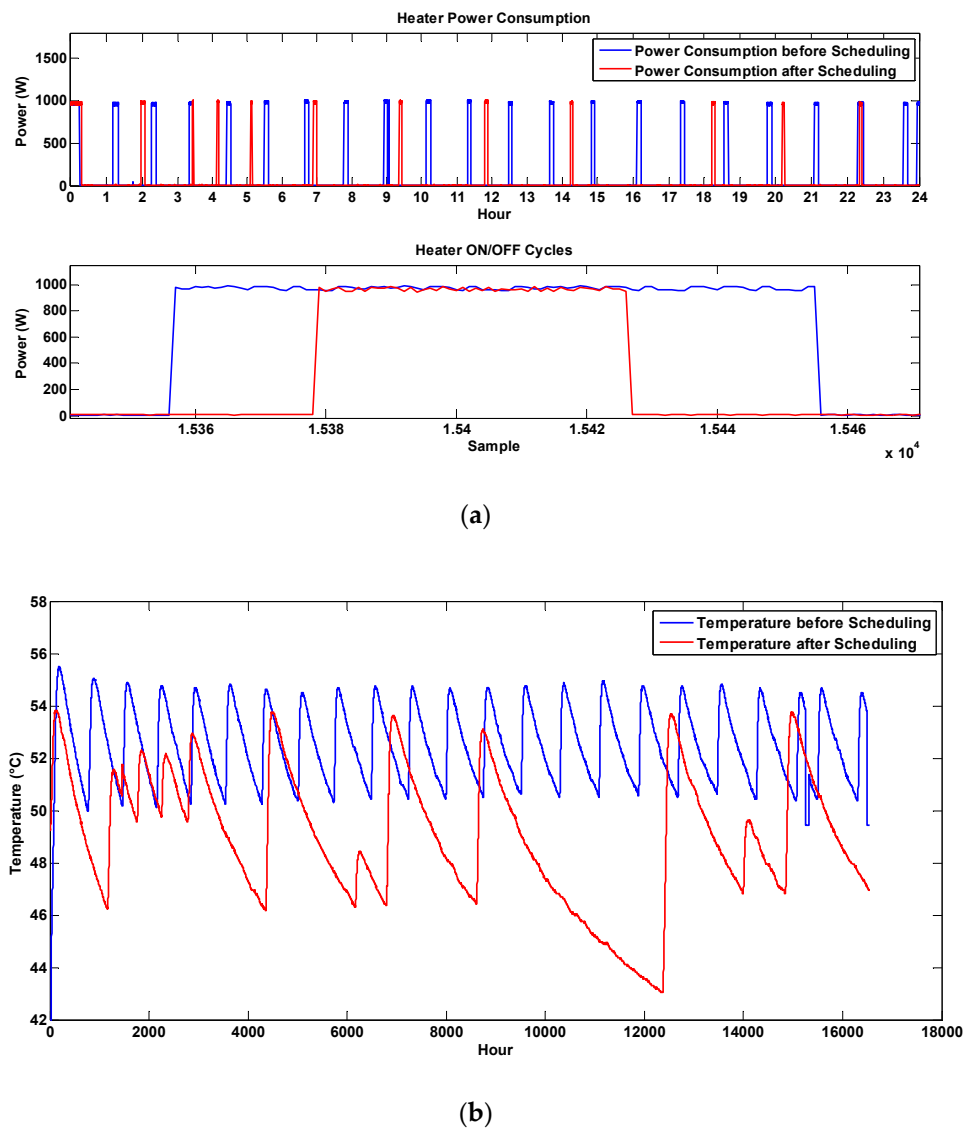 Heater Power Consumption
1500
1000
500
0
Power (W)
Power Consumption before Scheduling
Power Consumption after Scheduling
0 1 2 3 4 5 6 7 8 9 10 11 12 13 14 15 16 17 18 19 20 21 22 23 24
Hour
Heater ON/OFF Cycles
1000
800
600
400
200
0
Power (W)
1.536 1.538 1.54 1.542 1.544 1.546
Sample
x 10^4
(a)
58
56
54
52
50
48
46
44
42
Temperature (°C)
Temperature before Scheduling
Temperature after Scheduling
0 2000 4000 6000 8000 10000 12000 14000 16000 18000
Hour
(b)